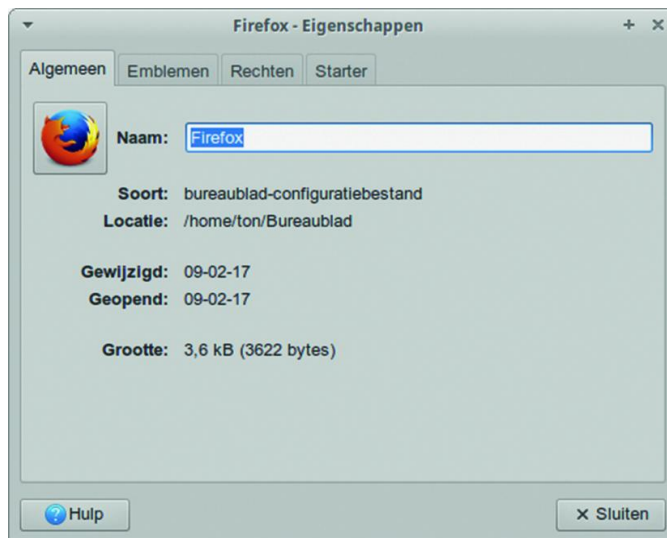 Firefox - Eigenschappen
Algemeen Emblemen Rechten Starter
Naam: Firefox
Soort: bureaublad-configuratiebestand
Locatie: /home/ton/Bureaublad
Gewijzigd: 09-02-17
Geopend: 09-02-17
Grootte: 3,6 kB (3622 bytes)
Hulp Sluiten